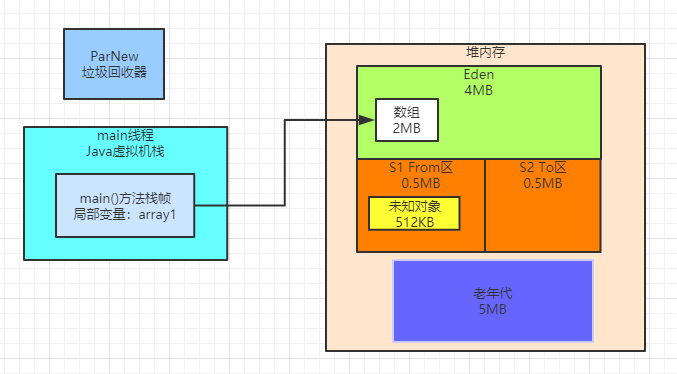 ParNew
垃圾回收器
main线程
Java虚拟机栈
main()方法栈帧
局部变量：array1
堆内存
Eden
4MB
数组
2MB
S1 From区
0.5MB
S2 To区
0.5MB
未知对象
512KB
老年代
5MB